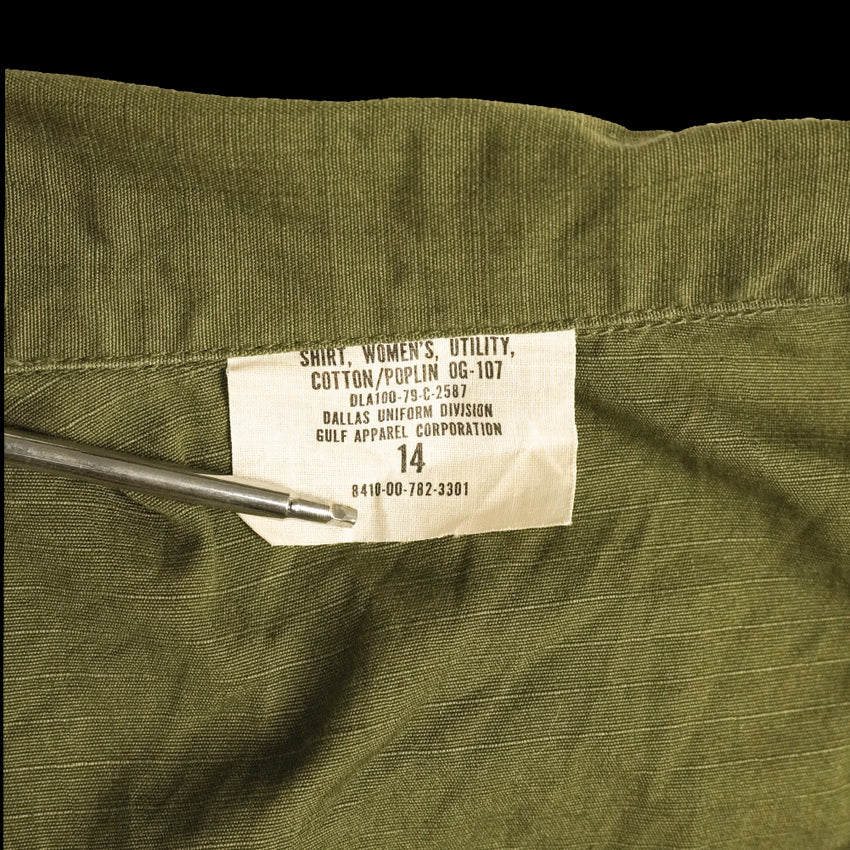 SHIRT, WOMEN'S, UTILITY,
COTTON/POPLIN OG-107
DLA100-79-C-2587
DALLAS UNIFORM DIVISION
GULF APPAREL CORPORATION
14
8410-00-782-3301